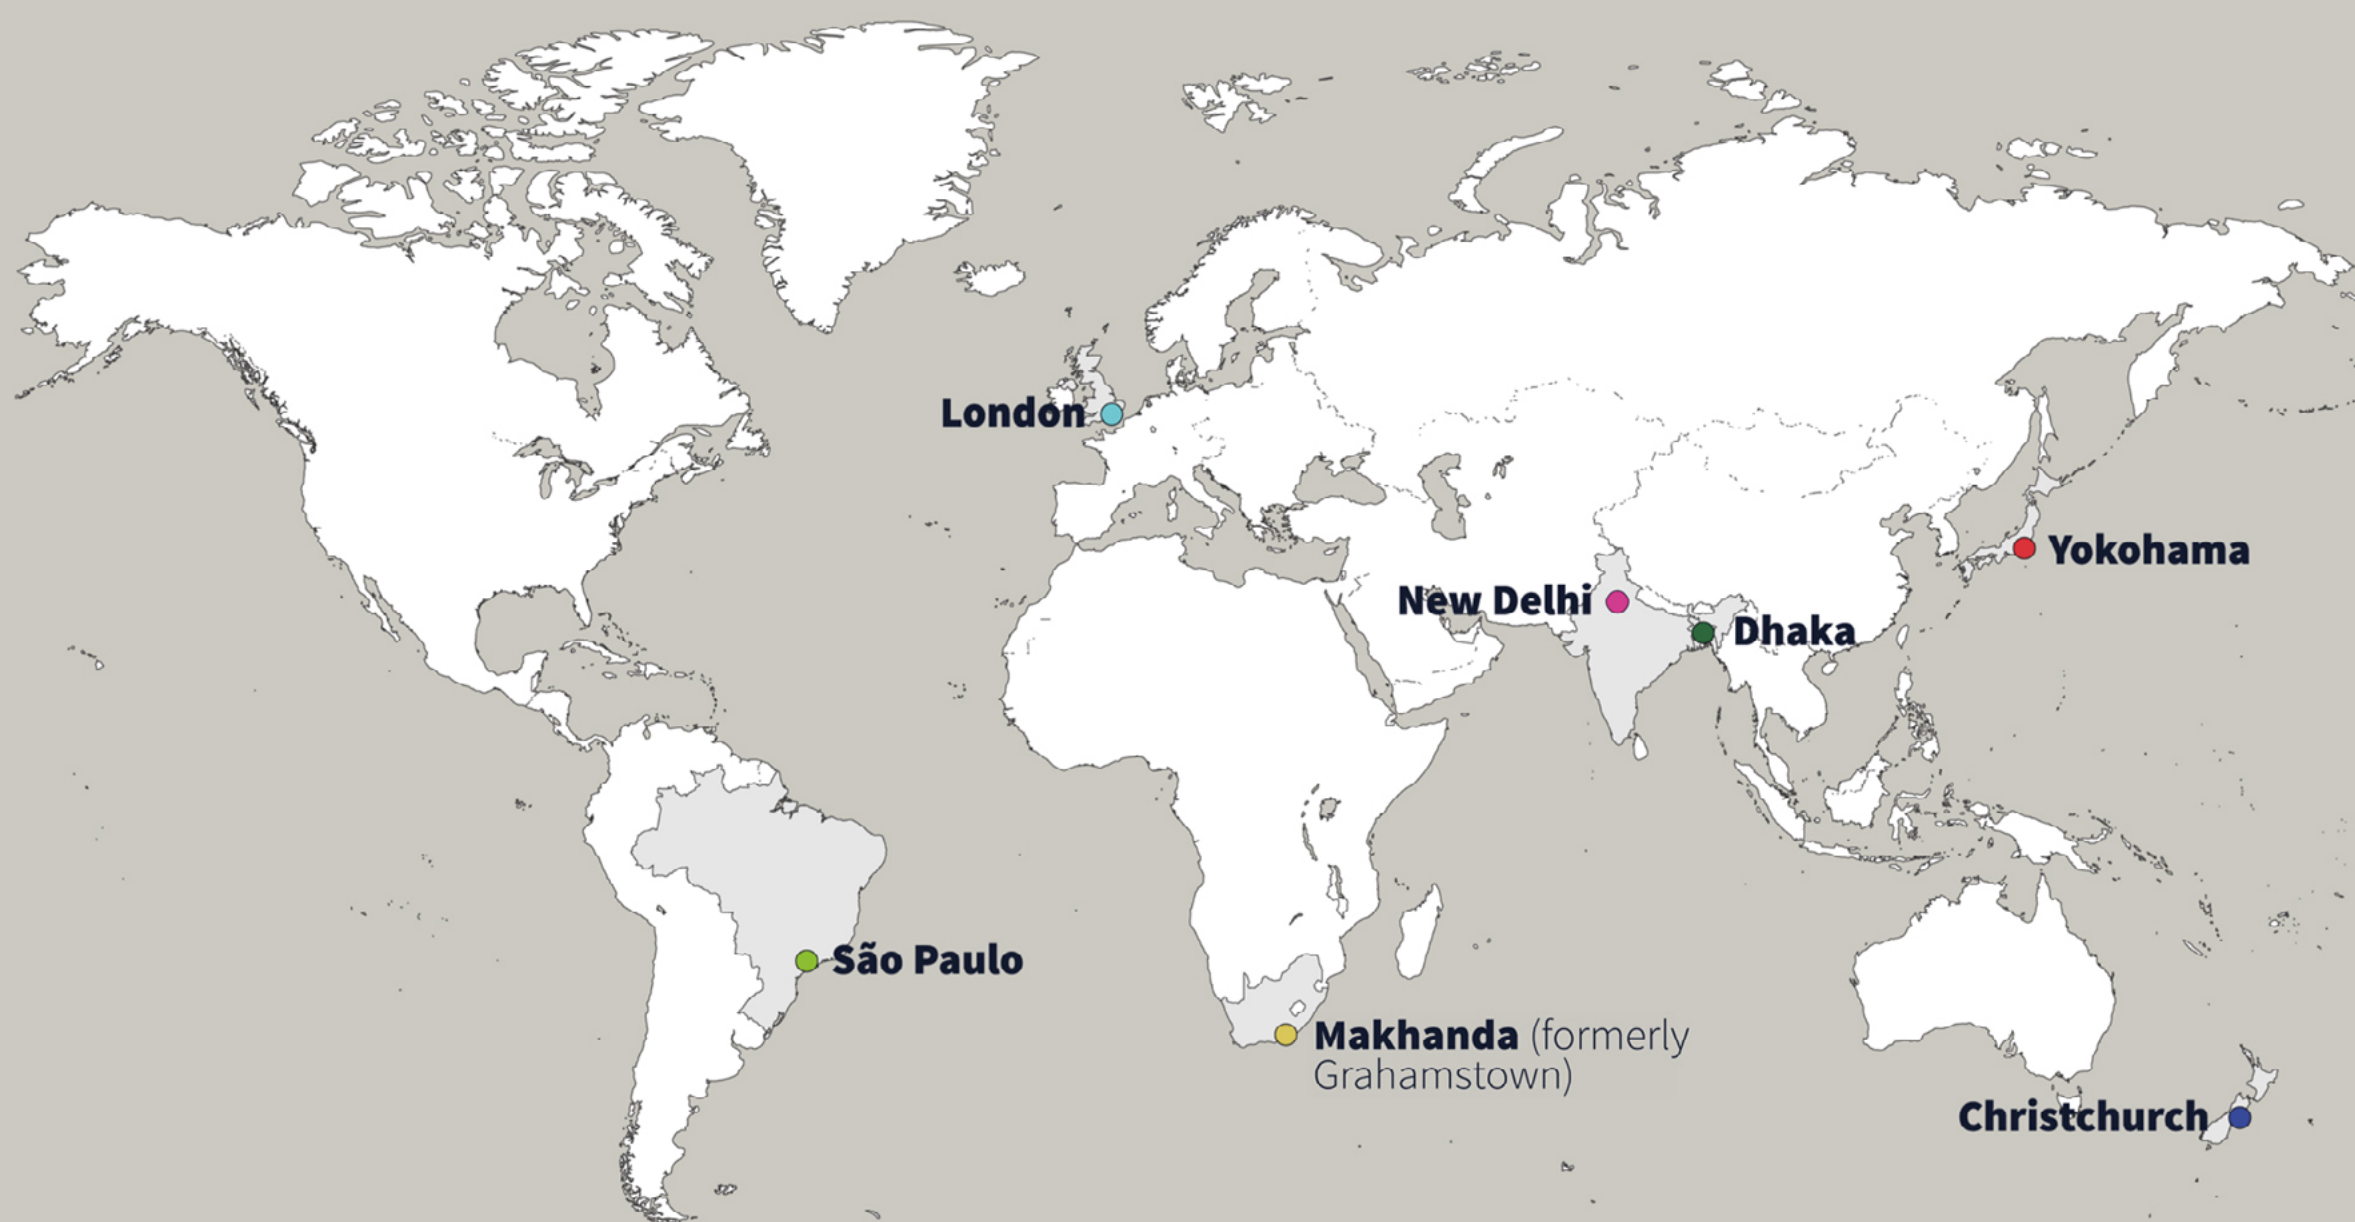 London
Yokohama
New Delhi
Dhaka
São Paulo
Makhanda (formerly
Grahamstown)
Christchurch